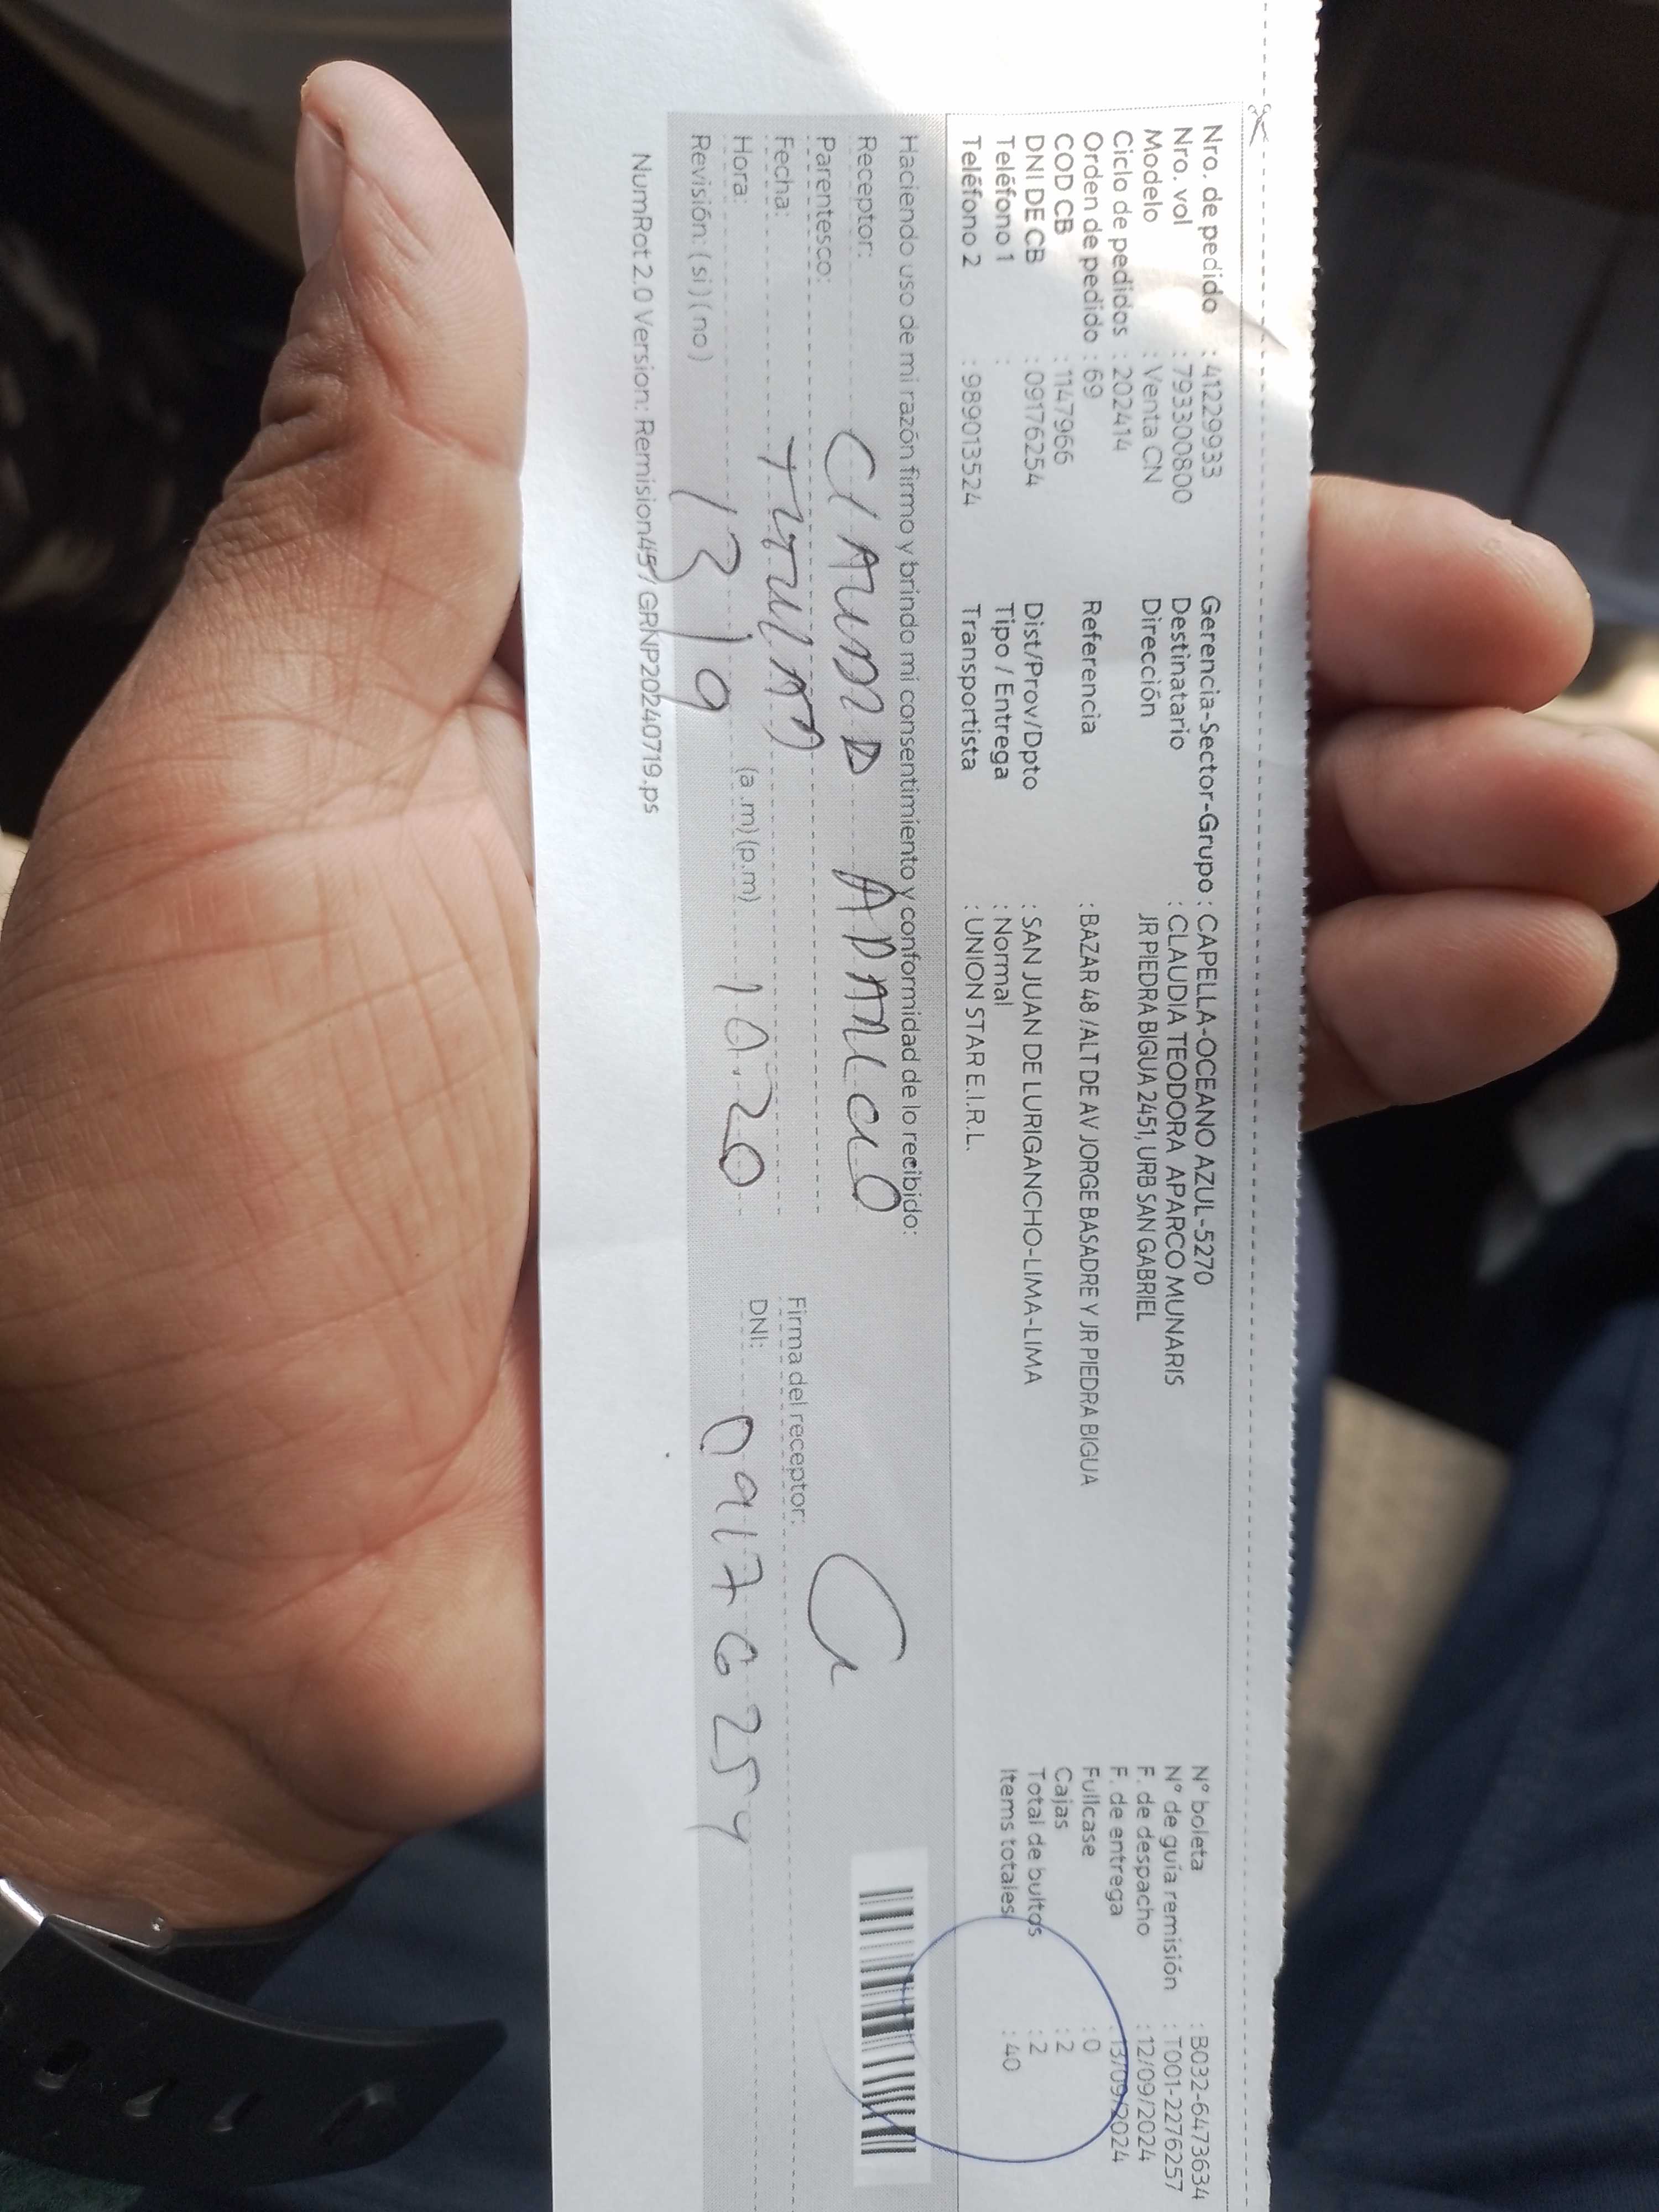 Nro. de pedido : 41229933
Nro. vol : 793300800
Modelo : Venta CN
Ciclo de pedidos : 202414
Orden de pedido : 69
COD CB : 1147966
DNI DE CB : 09176254
Teléfono 1 :
Teléfono 2 : 989013524
Gerencia-Sector-Grupo : CAPELLA-OCEANO AZUL-5270
Destinatario : CLAUDIA TEODORA APARCO MUNARIS
Dirección JR PIEDRA BIGUA 2451, URB SAN GABRIEL
Referencia : BAZAR 48 /ALT DE AV JORGE BASADRE Y JR PIEDRA BIGUA
Dist/Prov/Dpto : SAN JUAN DE LURIGANCHO-LIMA-LIMA
Tipo / Entrega : Normal
Transportista : UNION STAR E.I.R.L.
N° boleta : B032-6473634
N° de guía remisión : T001-2276257
F. de despacho : 12/09/2024
F. de entrega : 13/09/2024
Fullcase : 0
Cajas : 2
Total de bultos : 2
Items totales : 40
Haciendo uso de mi razón firmo y brindo mi consentimiento y conformidad de lo recibido:
Receptor:
Parentesco:
Fecha: 13/9
Hora: (a.m) (p.m) 10.20
Revisión: ( si ) ( no )
Firma del receptor:
DNI: 09176254
NumRot 2.0 Version: Remision45 / GRNP20240719.ps